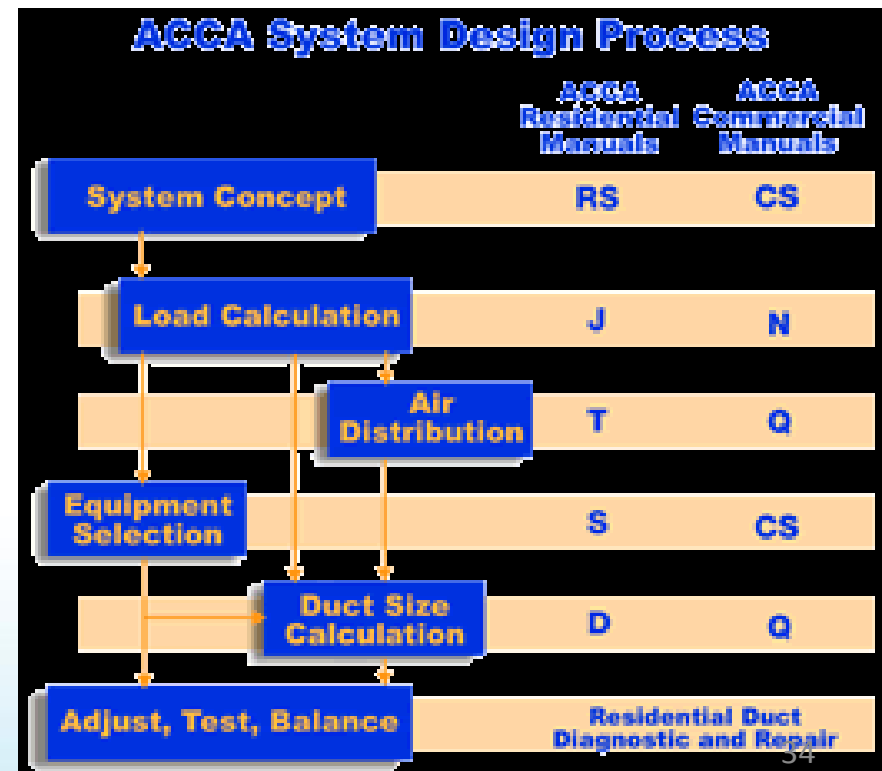 ACCA System Design Process
ACCA
Residential
Manuals
ACCA
Commercial
Manuals
System Concept
RS
CS
Load Calculation
J
N
Air
Distribution
T
Q
Equipment
Selection
S
CS
Duct Size
Calculation
D
Q
Adjust, Test, Balance
Residential Duct
Diagnostic and Repair
34